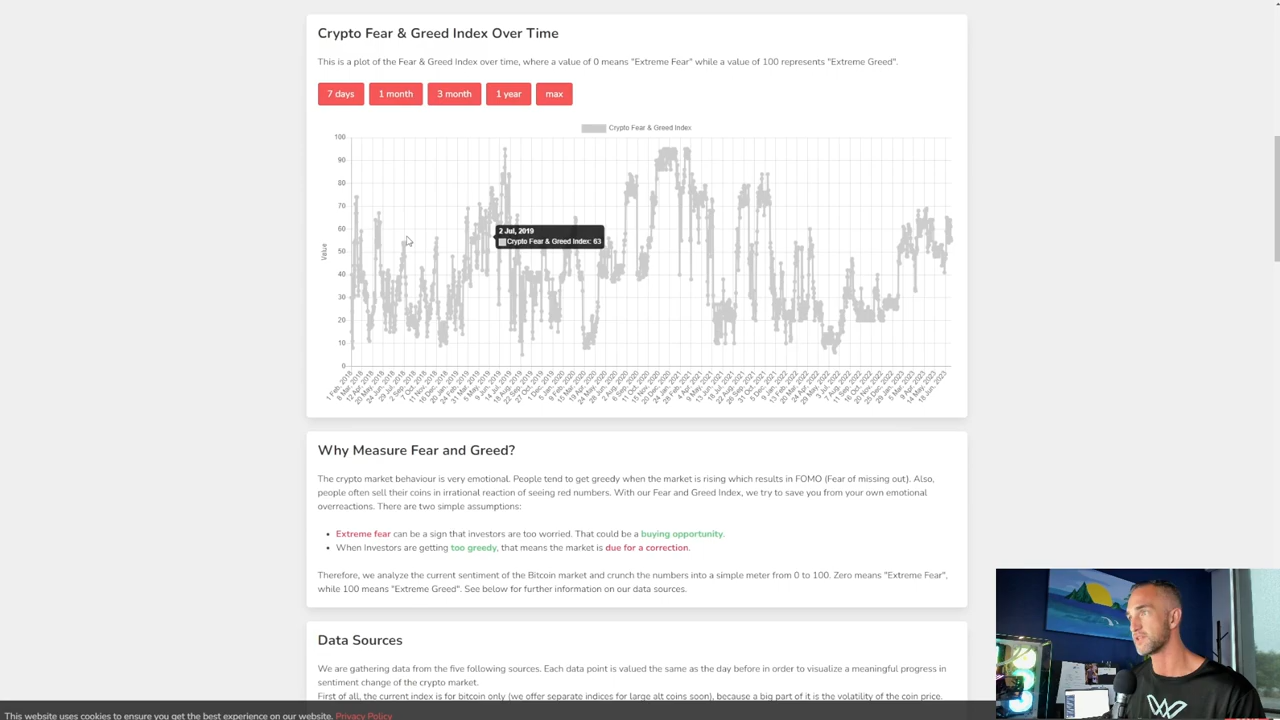 Crypto Fear & Greed Index Over Time
This is a plot of the Fear & Greed Index over time, where a value of 0 means "Extreme Fear" while a value of 100 represents "Extreme Greed".
7 days 1 month 3 month 1 year max
Crypto Fear & Greed Index
100
90
80
70
60
50
40
30
20
10
0
Value
2 Jul, 2019
Crypto Fear & Greed Index: 63
1 Feb, 2018
8 Mar, 2018
Why Measure Fear and Greed?
The crypto market behaviour is very emotional. People tend to get greedy when the market is rising which results in FOMO (Fear of missing out). Also,
people often sell their coins in irrational reaction of seeing red numbers. With our Fear and Greed Index, we try to save you from your own emotional
overreactions. There are two simple assumptions:
• Extreme fear can be a sign that investors are too worried. That could be a buying opportunity.
• When Investors are getting too greedy, that means the market is due for a correction.
Therefore, we analyze the current sentiment of the Bitcoin market and crunch the numbers into a simple meter from 0 to 100. Zero means "Extreme Fear",
while 100 means "Extreme Greed". See below for further information on our data sources.
Data Sources
We are gathering data from the five following sources. Each data point is valued the same as the day before in order to visualize a meaningful progress in
sentiment change of the crypto market.
First of all, the current index is for bitcoin only (we offer separate indices for large alt coins soon), because a big part of it is the volatility of the coin price.
This website uses cookies to ensure you get the best experience on our website. Privacy Policy